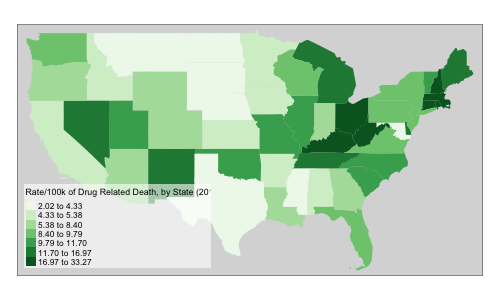 Rate/100k of Drug Related Death, by State (20
2.02 to 4.33
4.33 to 5.38
5.38 to 8.40
8.40 to 9.79
9.79 to 11.70
11.70 to 16.97
16.97 to 33.27